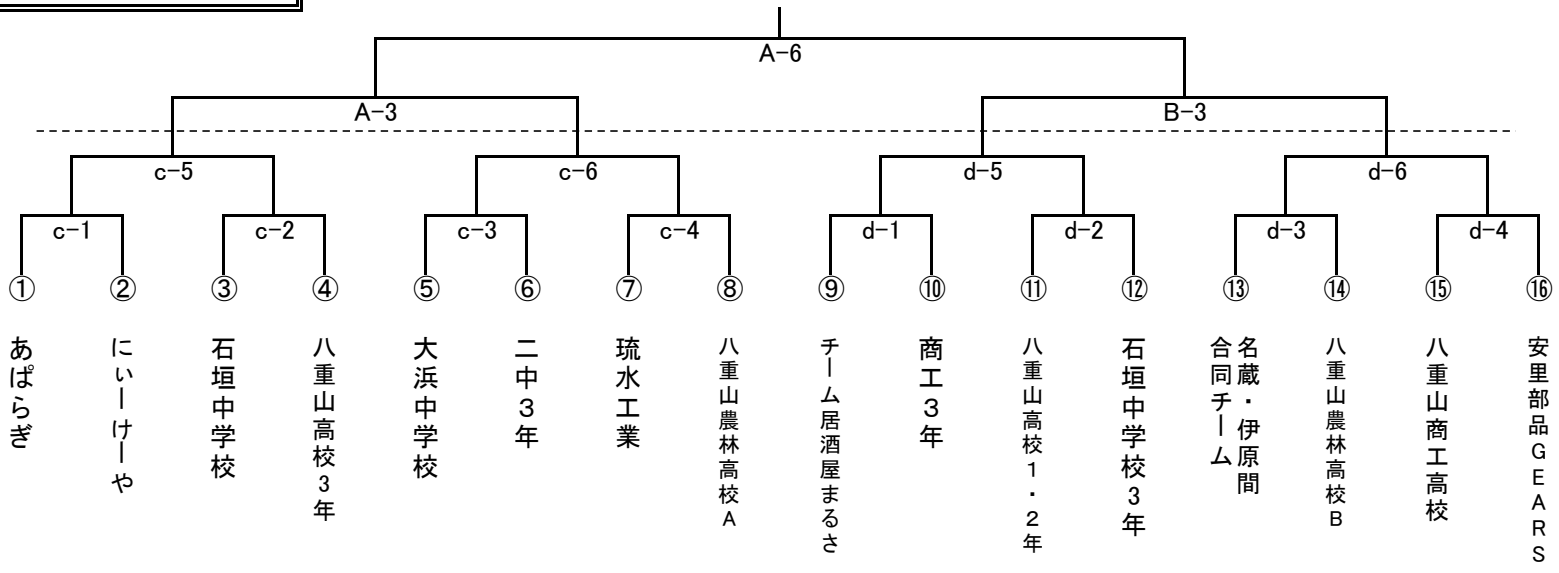 A-6
A-3
B-3
c-5
c-6
d-5
d-6
c-1
c-2
c-3
c-4
d-1
d-2
d-3
d-4
①
②
③
④
⑤
⑥
⑦
⑧
⑨
⑩
⑪
⑫
⑬
⑭
⑮
⑯
あぱらぎ
にぃーけーや
石垣中学校
八重山高校3年
大浜中学校
二中3年
琉水工業
八重山農林高校A
チーム居酒屋まるさ
商工3年
八重山高校1・2年
石垣中学校3年
名蔵・伊原間
合同チーム
八重山農林高校B
八重山商工高校
安里部品GEARS